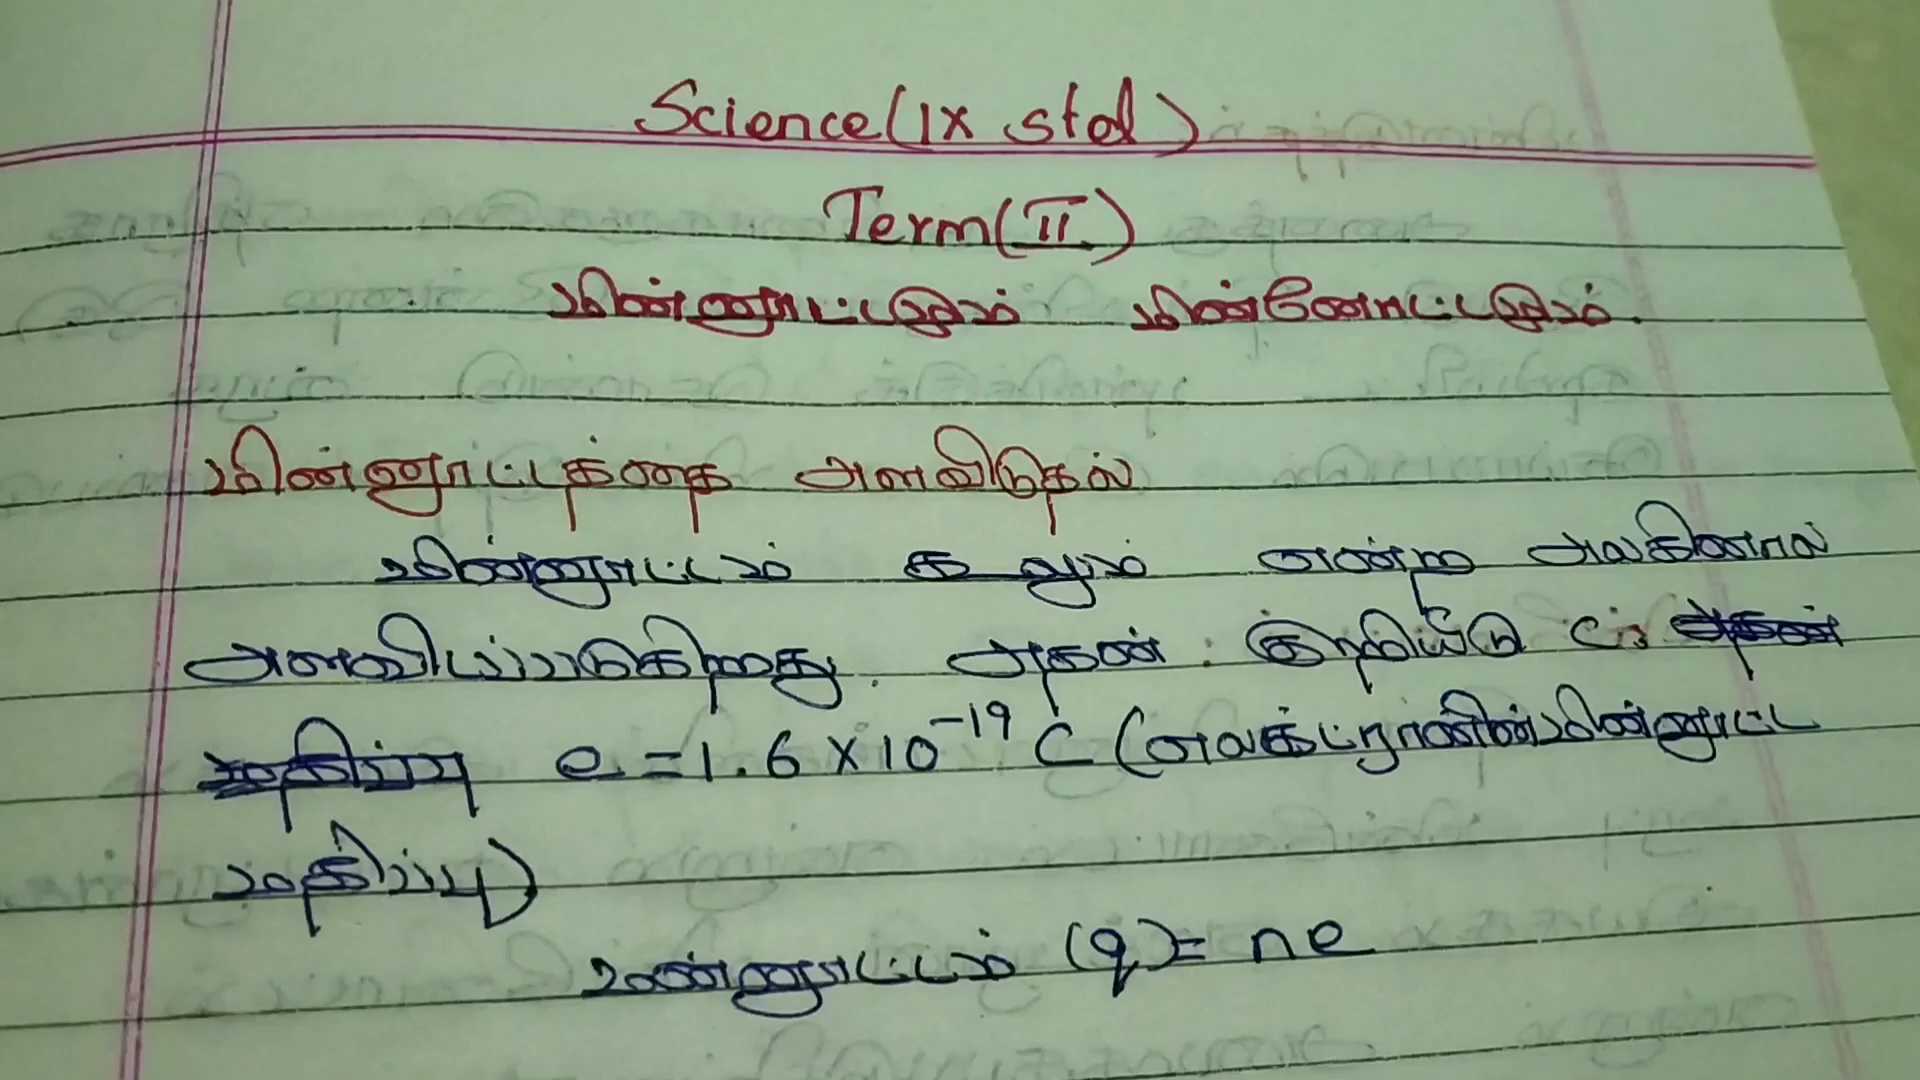 Science (IX std)
Term (II)
மின்னூட்டமும் மின்னோட்டமும்.
மின்னூட்டத்தை அளவிடுதல்
மின்னூட்டம் கூலூம் என்ற அலகினால்
அளவிடப்படுகிறது. அதன் குறியீடு C.
e = 1.6 × 10⁻¹⁹ C (எலக்ட்ரானின் மின்னூட்ட
மதிப்பு)
மின்னூட்டம் (q) = ne